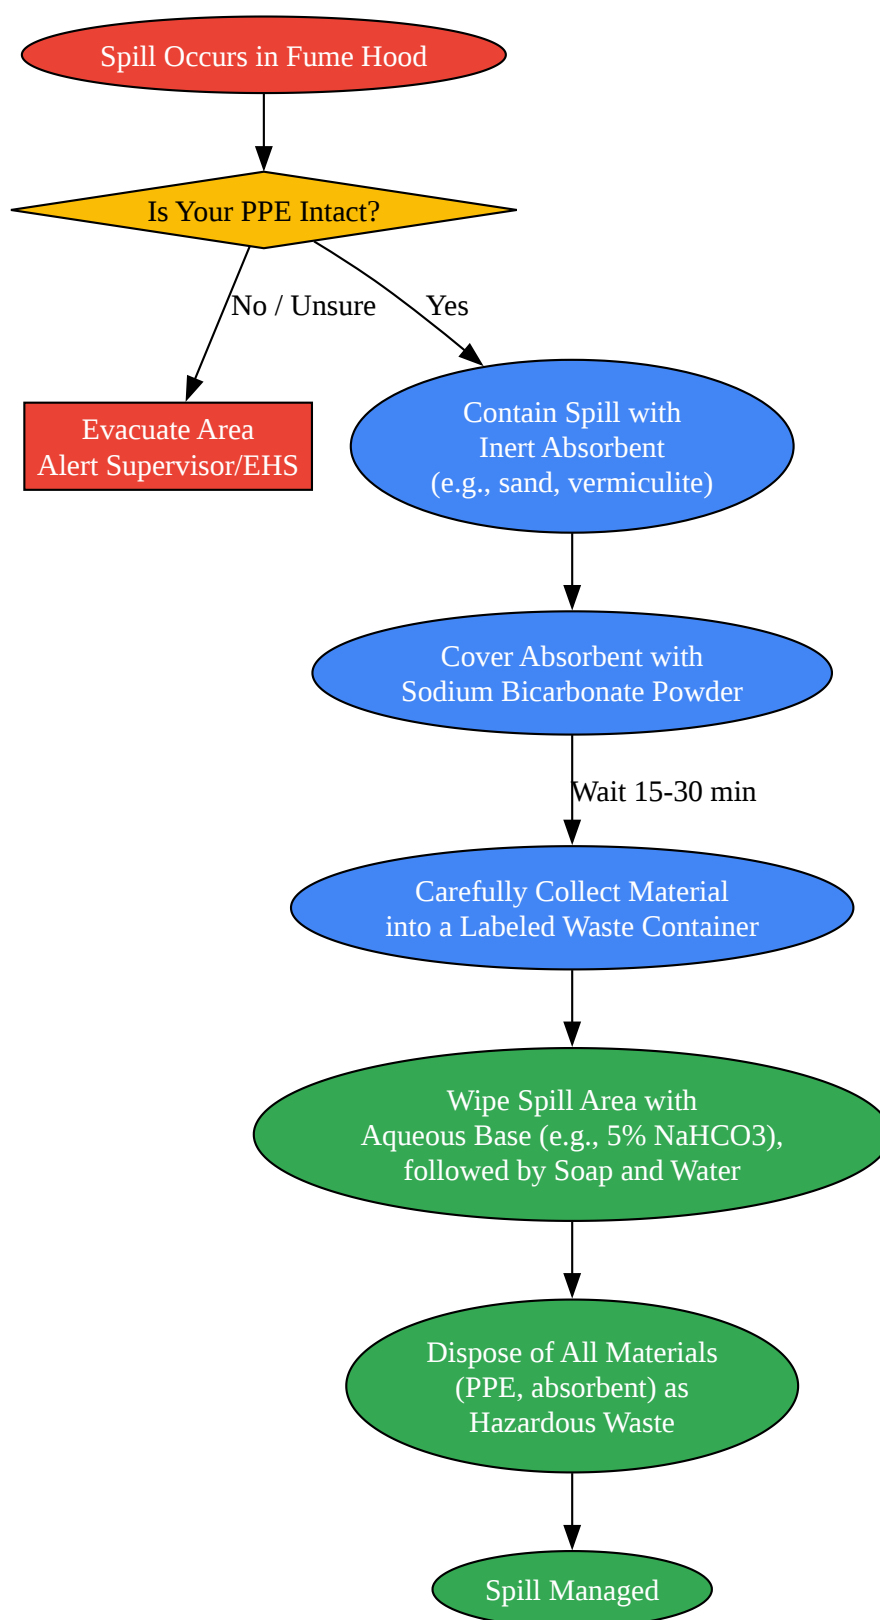 Spill Occurs in Fume Hood
Is Your PPE Intact?
No / Unsure
Yes
Evacuate Area
Alert Supervisor/EHS
Contain Spill with
Inert Absorbent
(e.g., sand, vermiculite)
Cover Absorbent with
Sodium Bicarbonate Powder
Wait 15-30 min
Carefully Collect Material
into a Labeled Waste Container
Wipe Spill Area with
Aqueous Base (e.g., 5% NaHCO3),
followed by Soap and Water
Dispose of All Materials
(PPE, absorbent) as
Hazardous Waste
Spill Managed